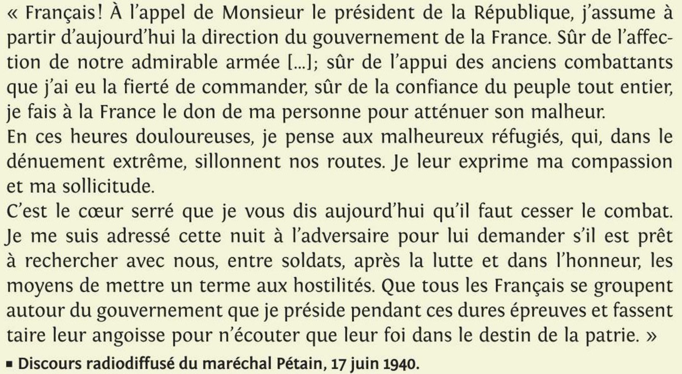 « Français! À l'appel de Monsieur le président de la République, j'assume à
partir d'aujourd'hui la direction du gouvernement de la France. Sûr de l'affec-
tion de notre admirable armée [...]; sûr de l'appui des anciens combattants
que j'ai eu la fierté de commander, sûr de la confiance du peuple tout entier,
je fais à la France le don de ma personne pour atténuer son malheur.
En ces heures douloureuses, je pense aux malheureux réfugiés, qui, dans le
dénuement extrême, sillonnent nos routes. Je leur exprime ma compassion
et ma sollicitude.
C'est le cœur serré que je vous dis aujourd'hui qu'il faut cesser le combat.
Je me suis adressé cette nuit à l'adversaire pour lui demander s'il est prêt
à rechercher avec nous, entre soldats, après la lutte et dans l'honneur, les
moyens de mettre un terme aux hostilités. Que tous les Français se groupent
autour du gouvernement que je préside pendant ces dures épreuves et fassent
taire leur angoisse pour n'écouter que leur foi dans le destin de la patrie. »
▪ Discours radiodiffusé du maréchal Pétain, 17 juin 1940.